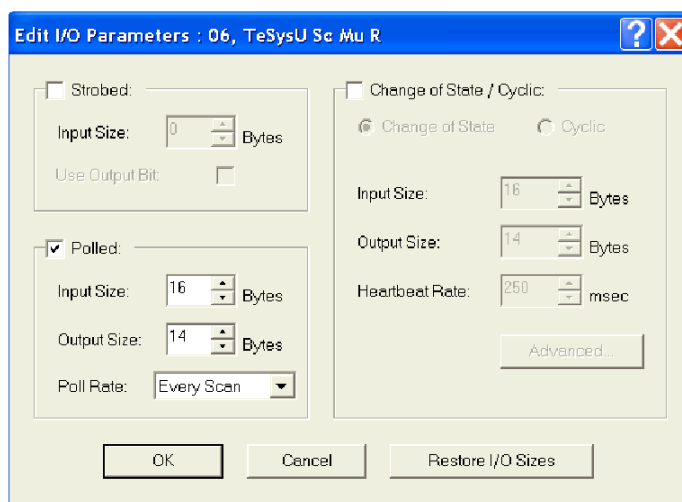 Edit I/O Parameters : 06, TeSysU Sc Mu R
Strobed:
Input Size: 0 Bytes
Use Output Bit:
Polled:
Input Size: 16 Bytes
Output Size: 14 Bytes
Poll Rate: Every Scan
Change of State / Cyclic:
Change of State Cyclic
Input Size: 16 Bytes
Output Size: 14 Bytes
Heartbeat Rate: 250 msec
Advanced...
OK Cancel Restore I/O Sizes